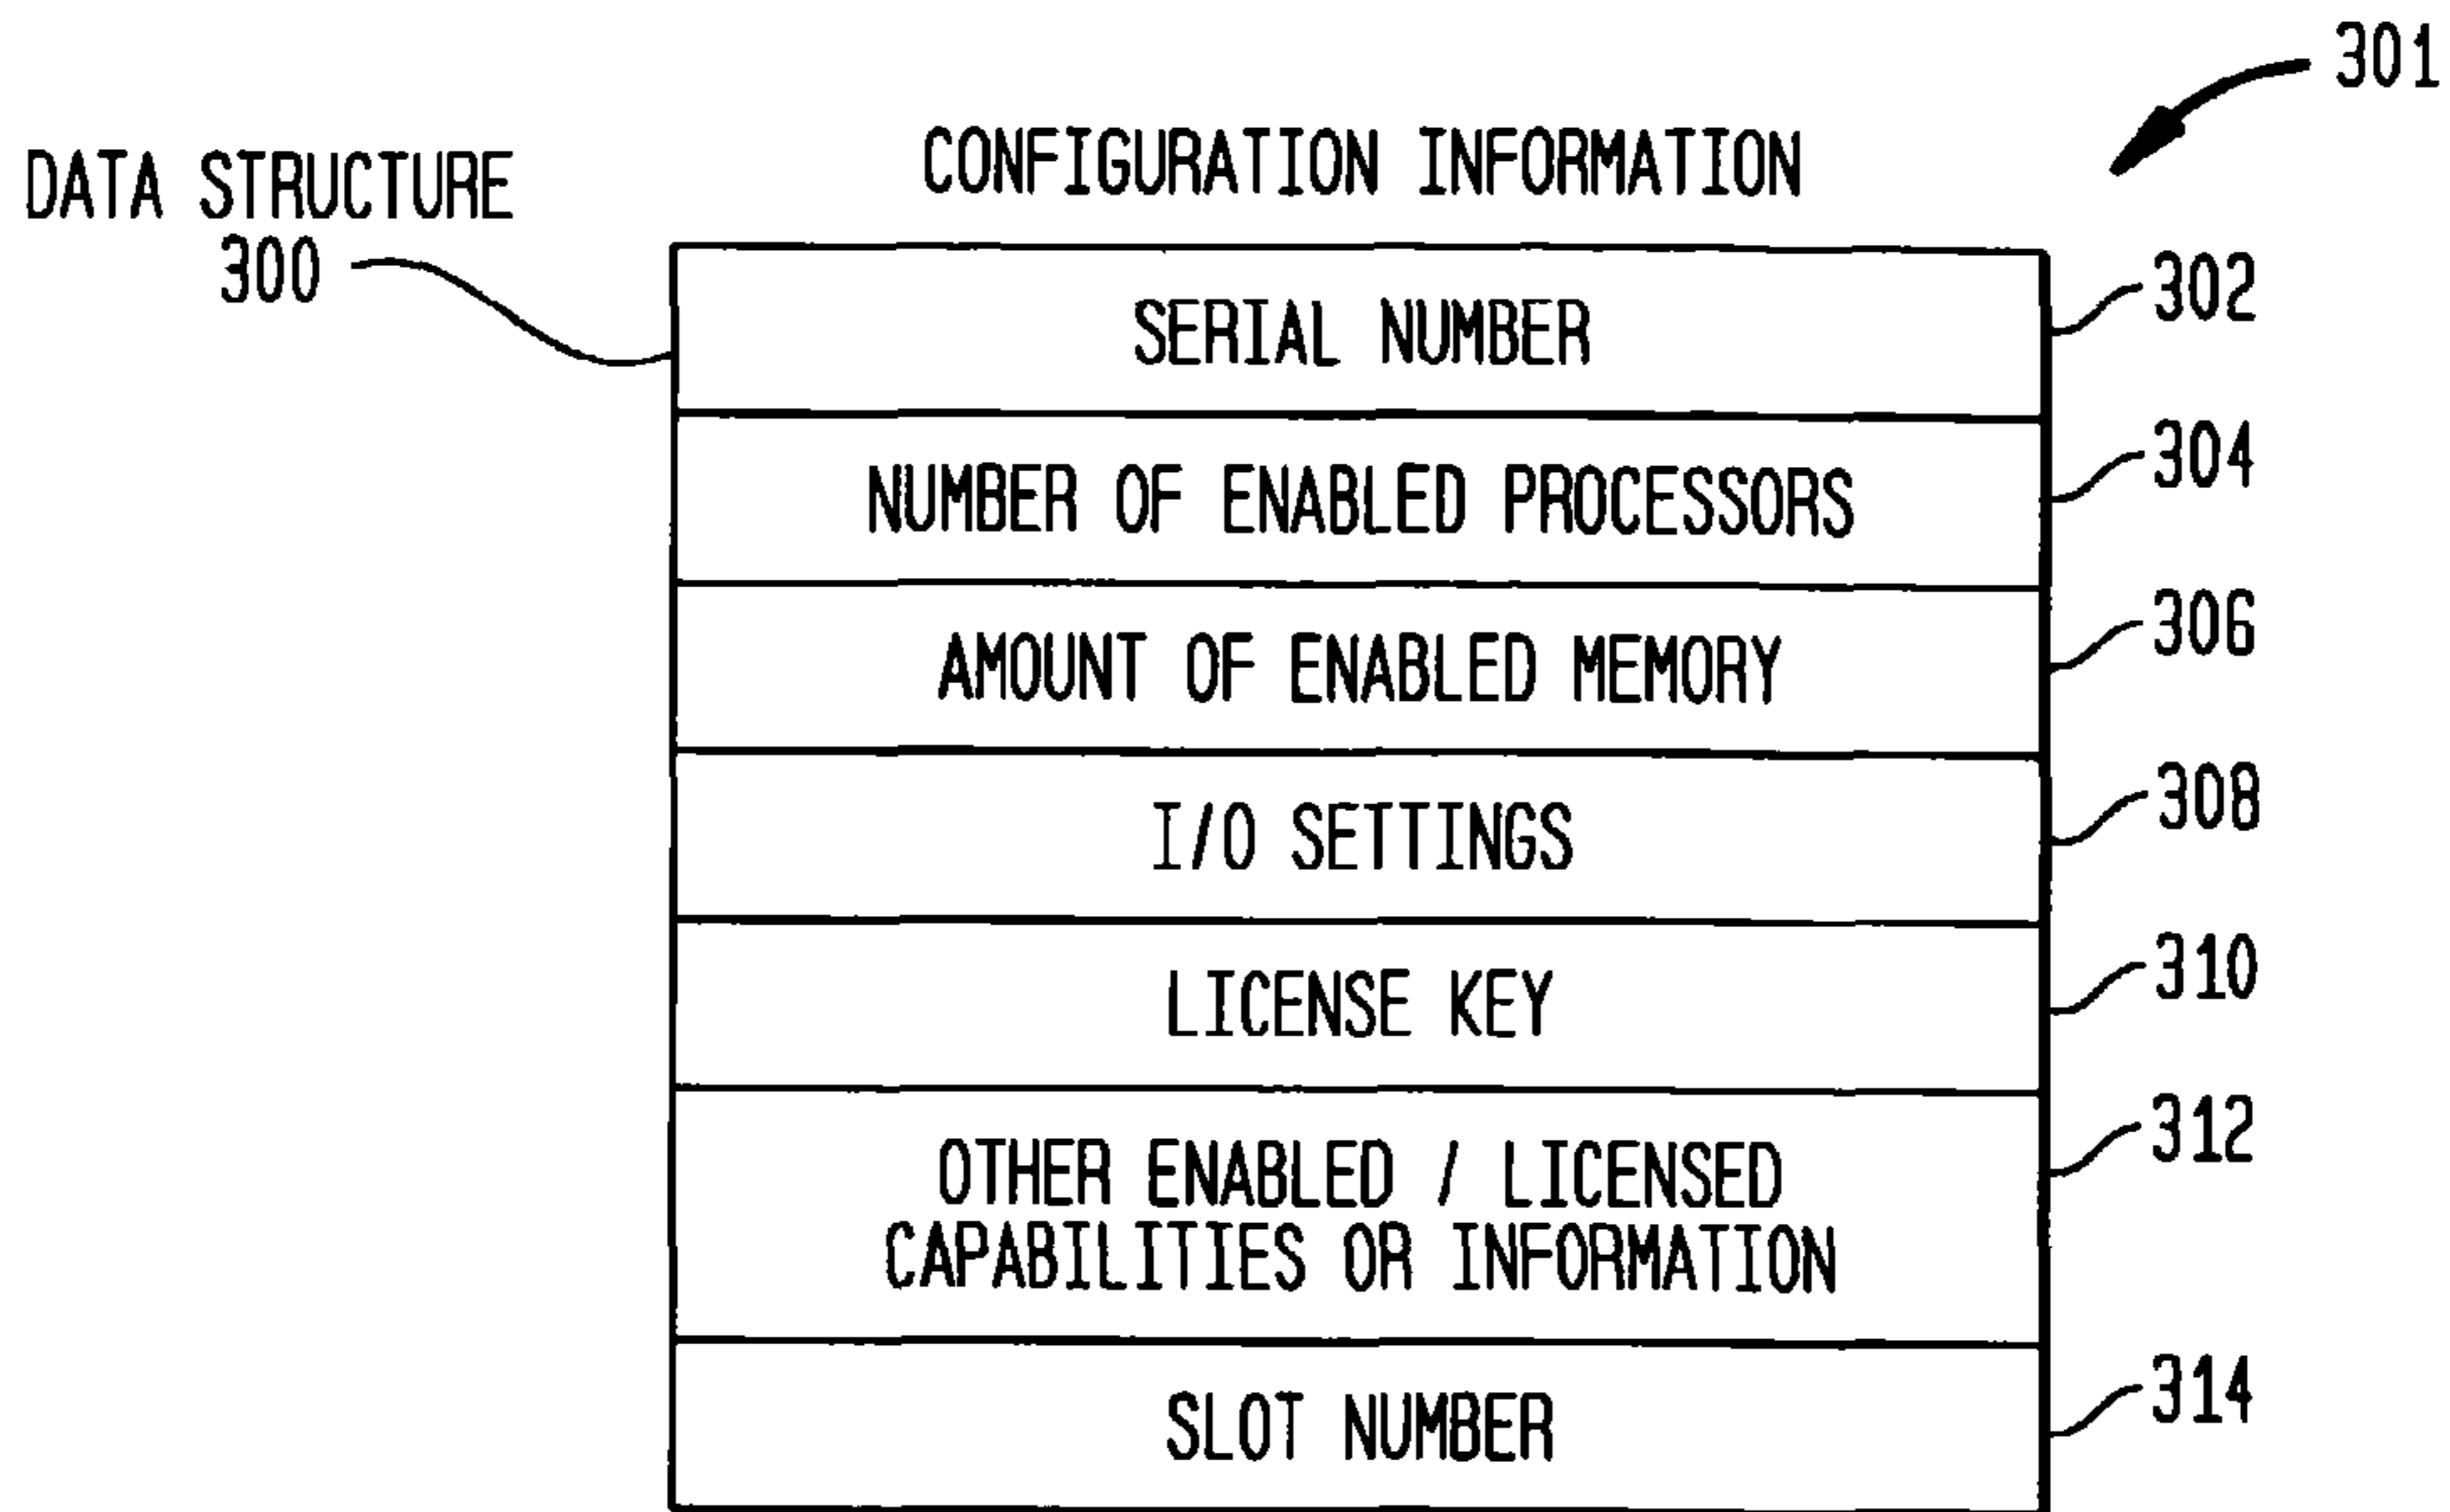 301
CONFIGURATION INFORMATION
DATA STRUCTURE
300
SERIAL NUMBER
302
NUMBER OF ENABLED PROCESSORS
304
AMOUNT OF ENABLED MEMORY
306
I/O SETTINGS
308
LICENSE KEY
310
OTHER ENABLED / LICENSED
CAPABILITIES OR INFORMATION
312
SLOT NUMBER
314